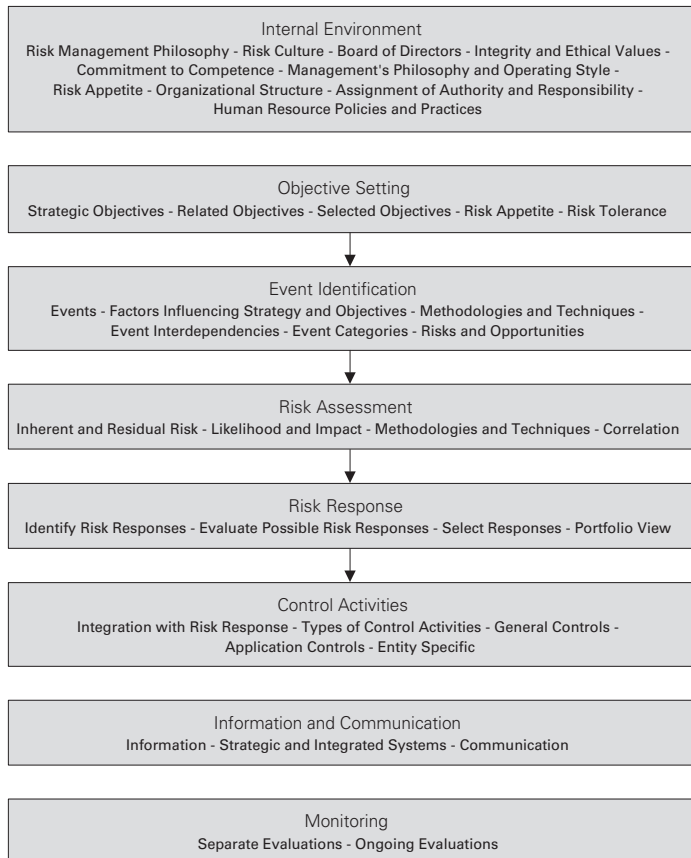 Internal Environment
Risk Management Philosophy - Risk Culture - Board of Directors - Integrity and Ethical Values -
Commitment to Competence - Management's Philosophy and Operating Style -
Risk Appetite - Organizational Structure - Assignment of Authority and Responsibility -
Human Resource Policies and Practices
Objective Setting
Strategic Objectives - Related Objectives - Selected Objectives - Risk Appetite - Risk Tolerance
Event Identification
Events - Factors Influencing Strategy and Objectives - Methodologies and Techniques -
Event Interdependencies - Event Categories - Risks and Opportunities
Risk Assessment
Inherent and Residual Risk - Likelihood and Impact - Methodologies and Techniques - Correlation
Risk Response
Identify Risk Responses - Evaluate Possible Risk Responses - Select Responses - Portfolio View
Control Activities
Integration with Risk Response - Types of Control Activities - General Controls -
Application Controls - Entity Specific
Information and Communication
Information - Strategic and Integrated Systems - Communication
Monitoring
Separate Evaluations - Ongoing Evaluations